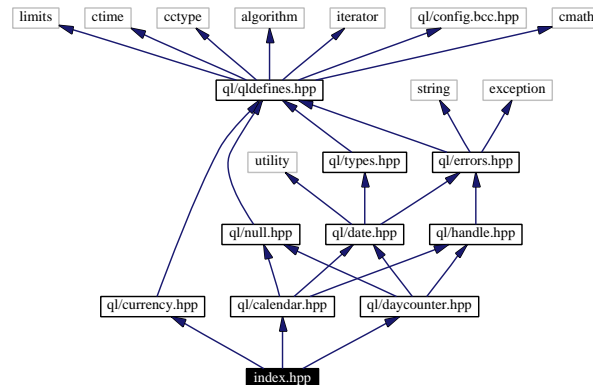 limits
ctime
cctype
algorithm
iterator
ql/config.bcc.hpp
cmath
ql/qldefines.hpp
string
exception
utility
ql/types.hpp
ql/errors.hpp
ql/null.hpp
ql/date.hpp
ql/handle.hpp
ql/currency.hpp
ql/calendar.hpp
ql/daycounter.hpp
index.hpp